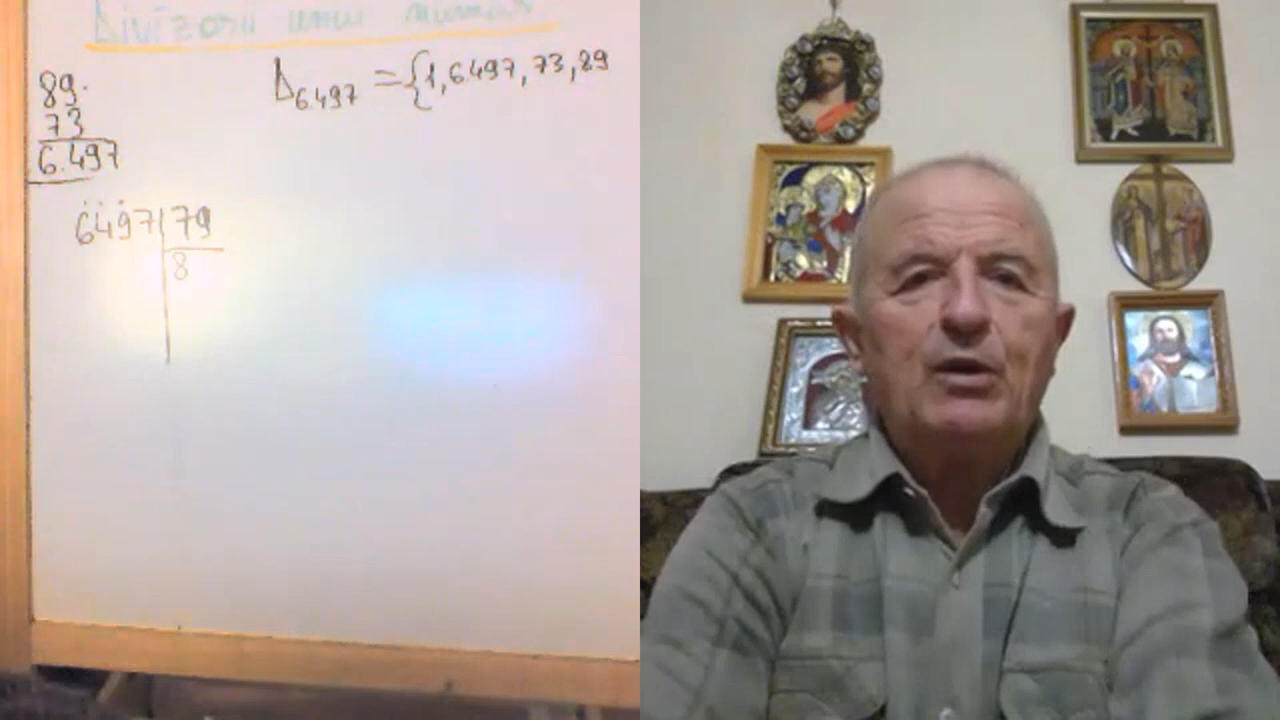 Divizorii unui număr
D₆.₄₉₇ = {1, 6.497, 73, 89
89.
73
6.497
6497 | 79
8